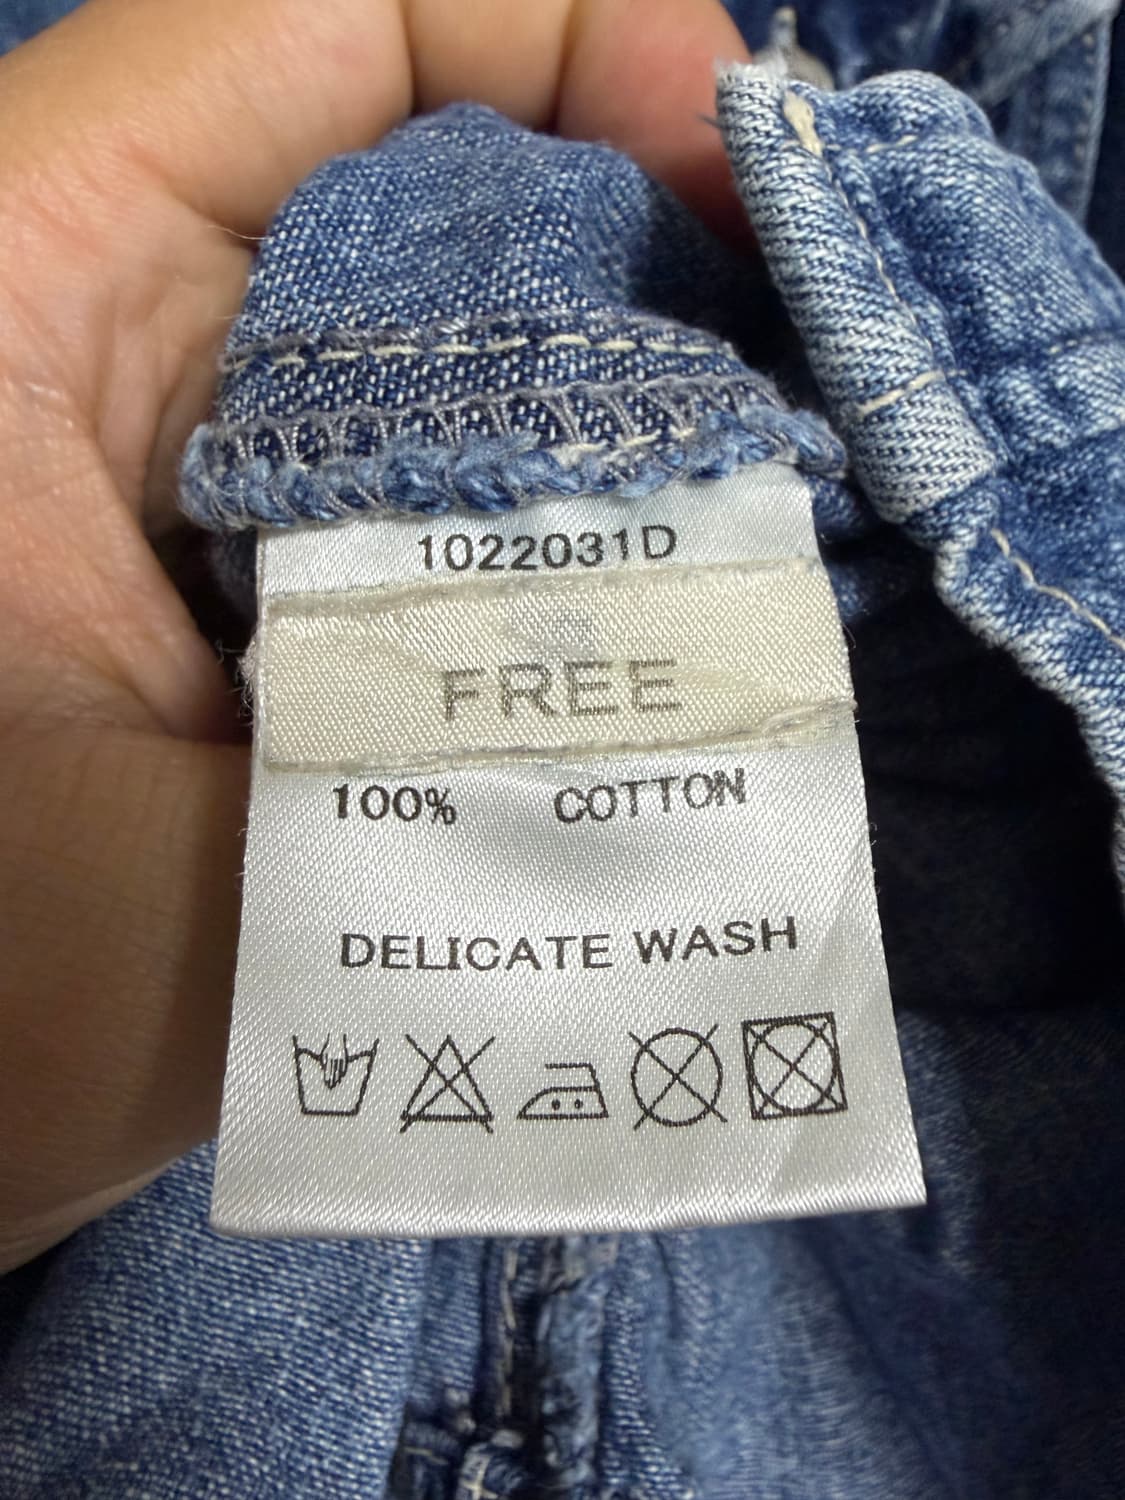 1022031D
FREE
100% COTTON
DELICATE WASH